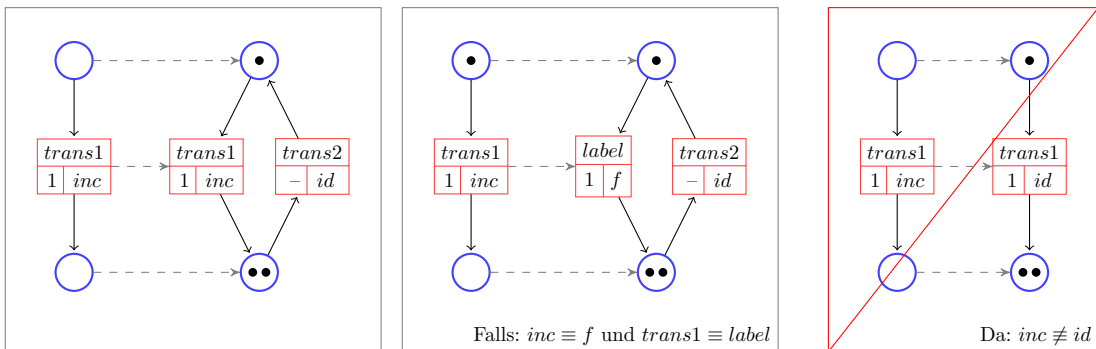 trans1
1 inc
trans1
1 inc
trans2
– id
trans1
1 inc
label
1 f
trans2
– id
Falls: inc ≡ f und trans1 ≡ label
trans1
1 inc
trans1
1 id
Da: inc ≢ id